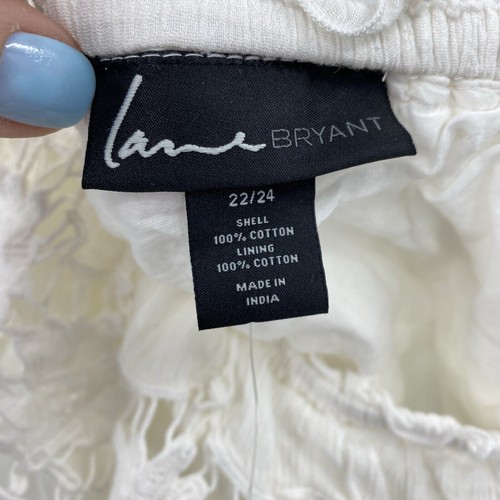 Lane BRYANT
22/24
SHELL
100% COTTON
LINING
100% COTTON
MADE IN
INDIA